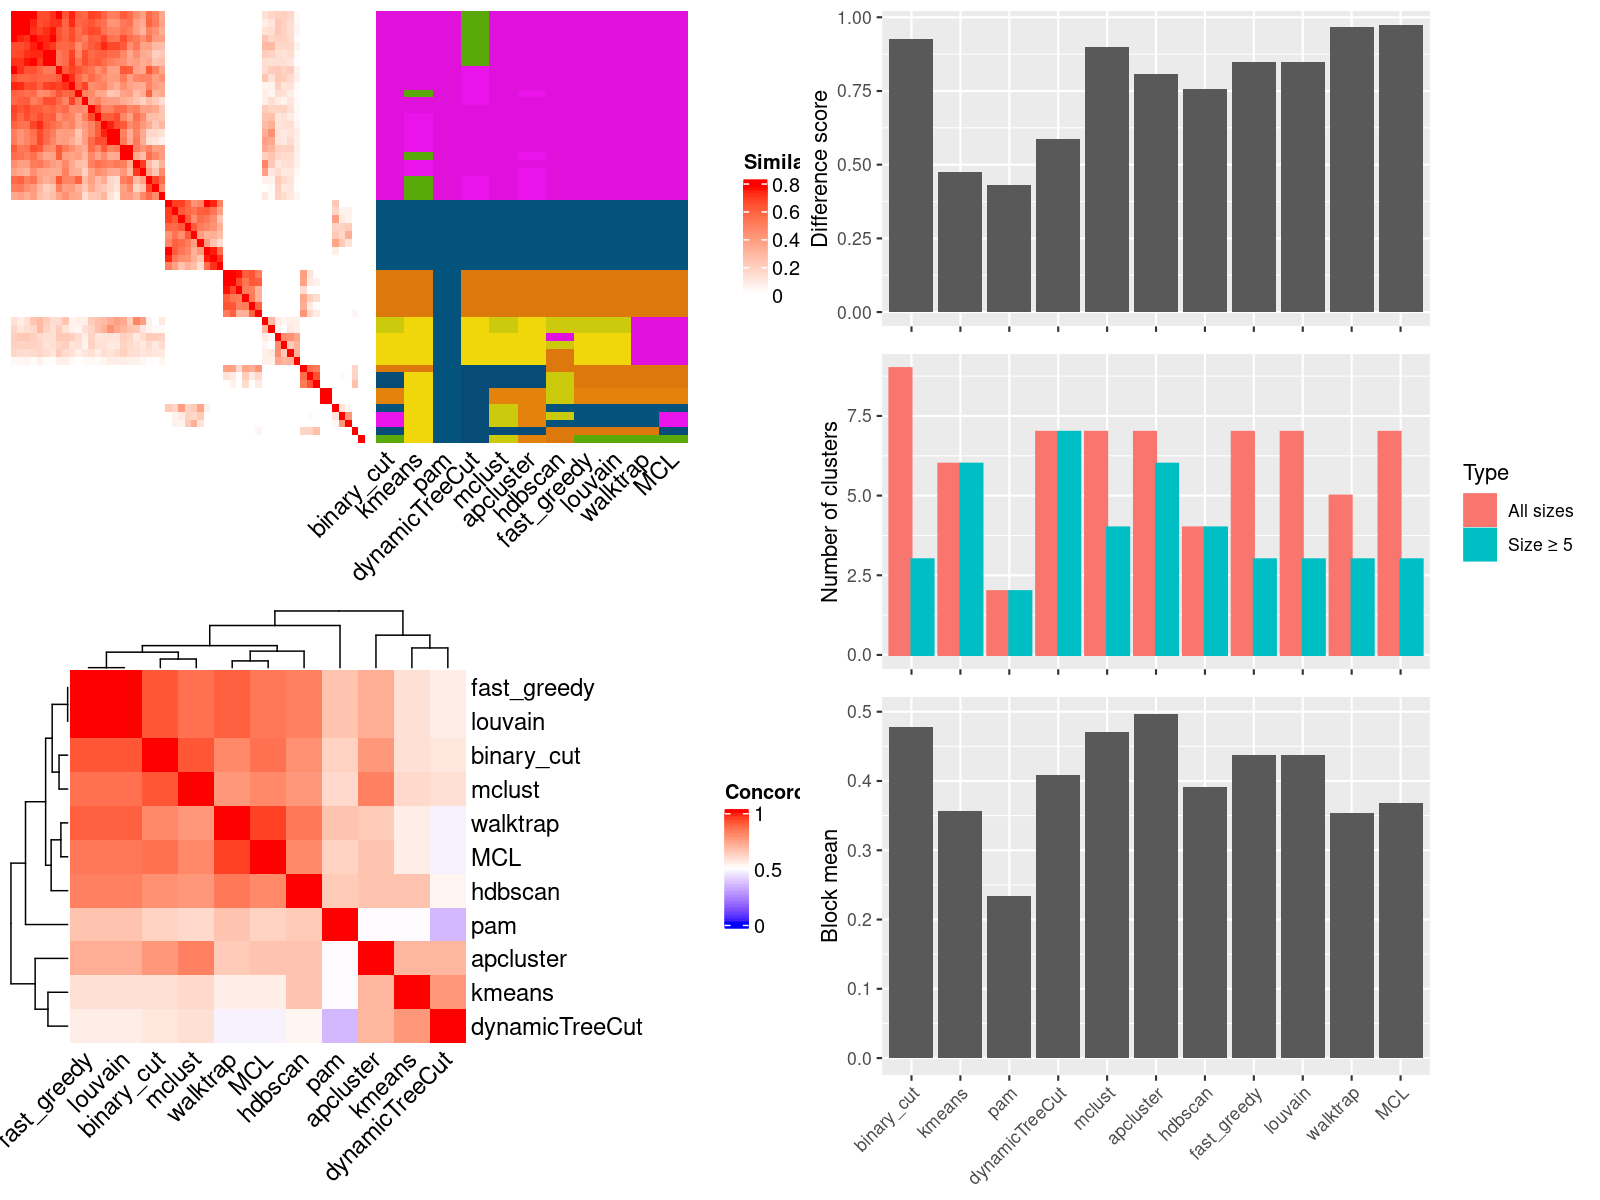 Simila
0.8
0.6
0.4
0.2
0
binary_cut
kmeans
pam
dynamicTreeCut
mclust
apcluster
hdbscan
fast_greedy
louvain
walktrap
MCL
fast_greedy
louvain
binary_cut
mclust
walktrap
MCL
hdbscan
pam
apcluster
kmeans
dynamicTreeCut
Concord
1
0.5
0
fast_greedy
louvain
binary_cut
mclust
walktrap
MCL
hdbscan
pam
apcluster
kmeans
dynamicTreeCut
Difference score
1.00
0.75
0.50
0.25
0.00
Number of clusters
7.5
5.0
2.5
0.0
Type
All sizes
Size ≥ 5
Block mean
0.5
0.4
0.3
0.2
0.1
0.0
binary_cut
kmeans
pam
dynamicTreeCut
mclust
apcluster
hdbscan
fast_greedy
louvain
walktrap
MCL